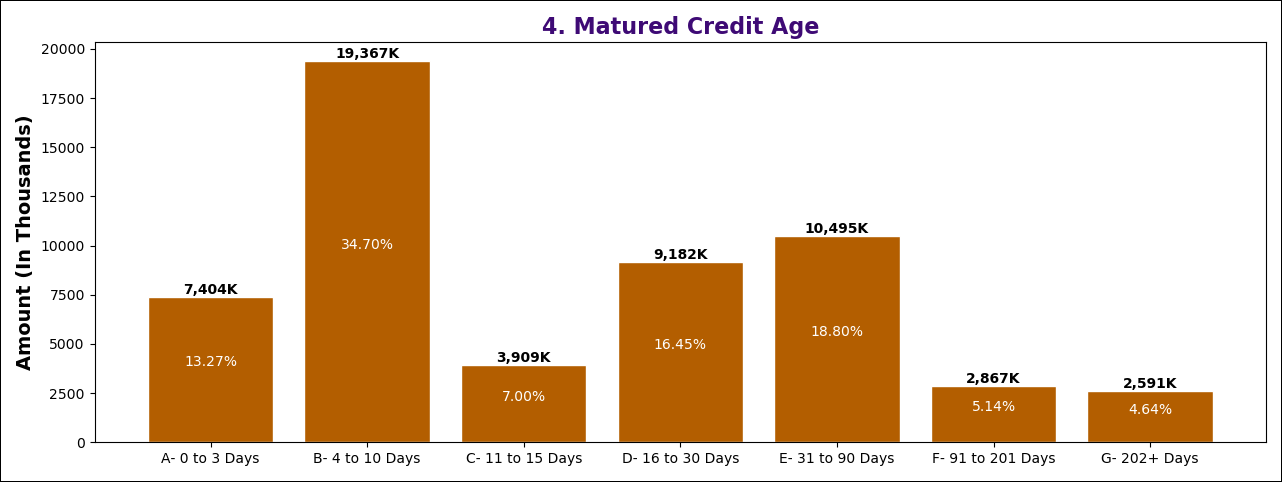 4. Matured Credit Age
Amount (In Thousands)
20000
17500
15000
12500
10000
7500
5000
2500
0
7,404K
19,367K
3,909K
9,182K
10,495K
2,867K
2,591K
13.27%
34.70%
7.00%
16.45%
18.80%
5.14%
4.64%
A- 0 to 3 Days
B- 4 to 10 Days
C- 11 to 15 Days
D- 16 to 30 Days
E- 31 to 90 Days
F- 91 to 201 Days
G- 202+ Days